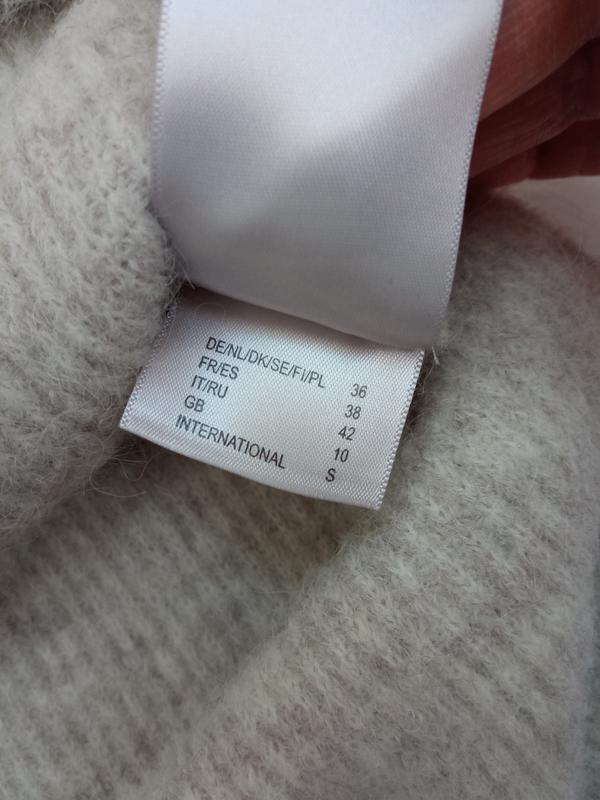 DE/NL/DK/SE/FI/PL 36
FR/ES 38
IT/RU 42
GB 10
INTERNATIONAL S